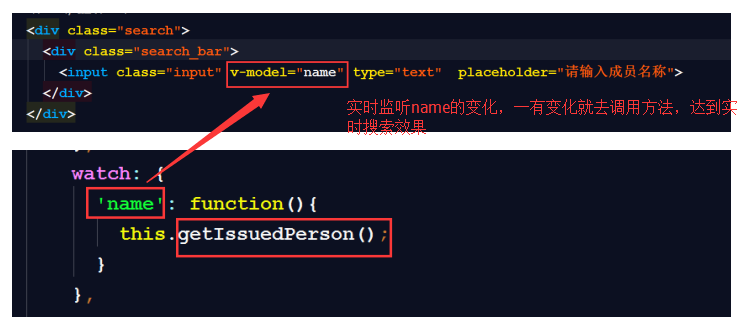 <div class="search">
<div class="search_bar">
<input class="input" v-model="name" type="text" placeholder="请输入成员名称">
</div>
</div>
实时监听name的变化，一有变化就去调用方法，达到实
时搜索效果
watch: {
'name': function(){
this.getIssuedPerson();
}
},